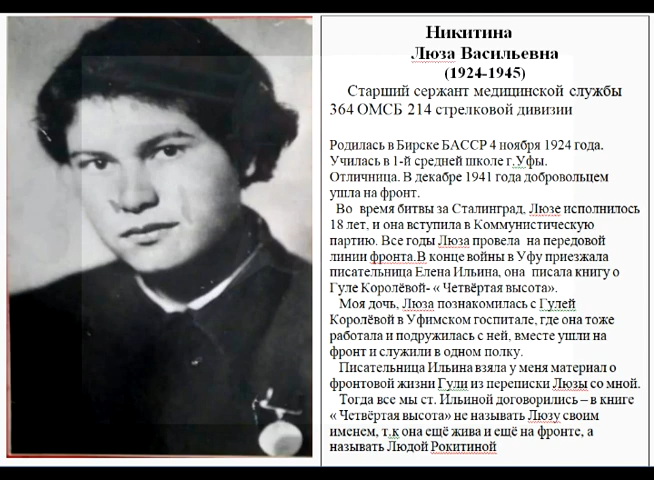 Никитина
Люза Васильевна
(1924-1945)
Старший сержант медицинской службы
364 ОМСБ 214 стрелковой дивизии
Родилась в Бирске БАССР 4 ноября 1924 года.
Училась в 1-й средней школе г.Уфы.
Отличница. В декабре 1941 года добровольцем
ушла на фронт.
Во время битвы за Сталинград, Люзе исполнилось
18 лет, и она вступила в Коммунистическую
партию. Все годы Люза провела на передовой
линии фронта.В конце войны в Уфу приезжала
писательница Елена Ильина, она писала книгу о
Гуле Королёвой- « Четвёртая высота».
Моя дочь, Люза познакомилась с Гулей
Королёвой в Уфимском госпитале, где она тоже
работала и подружилась с ней, вместе ушли на
фронт и служили в одном полку.
Писательница Ильина взяла у меня материал о
фронтовой жизни Гули из переписки Люзы со мной.
Тогда все мы ст. Ильиной договорились – в книге
« Четвёртая высота» не называть Люзу своим
именем, т.к она ещё жива и ещё на фронте, а
называть Людой Рокитиной